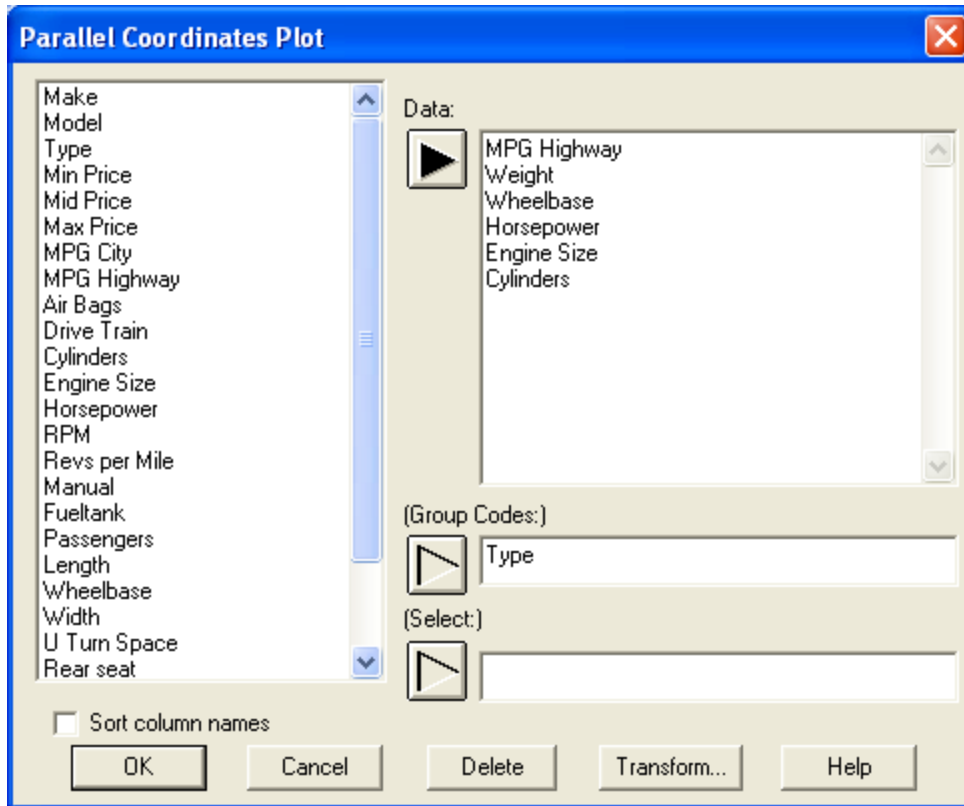 Parallel Coordinates Plot
Make
Model
Type
Min Price
Mid Price
Max Price
MPG City
MPG Highway
Air Bags
Drive Train
Cylinders
Engine Size
Horsepower
RPM
Revs per Mile
Manual
Fueltank
Passengers
Length
Wheelbase
Width
U Turn Space
Rear seat
Sort column names
Data:
MPG Highway
Weight
Wheelbase
Horsepower
Engine Size
Cylinders
(Group Codes:)
Type
(Select:)
OK Cancel Delete Transform... Help